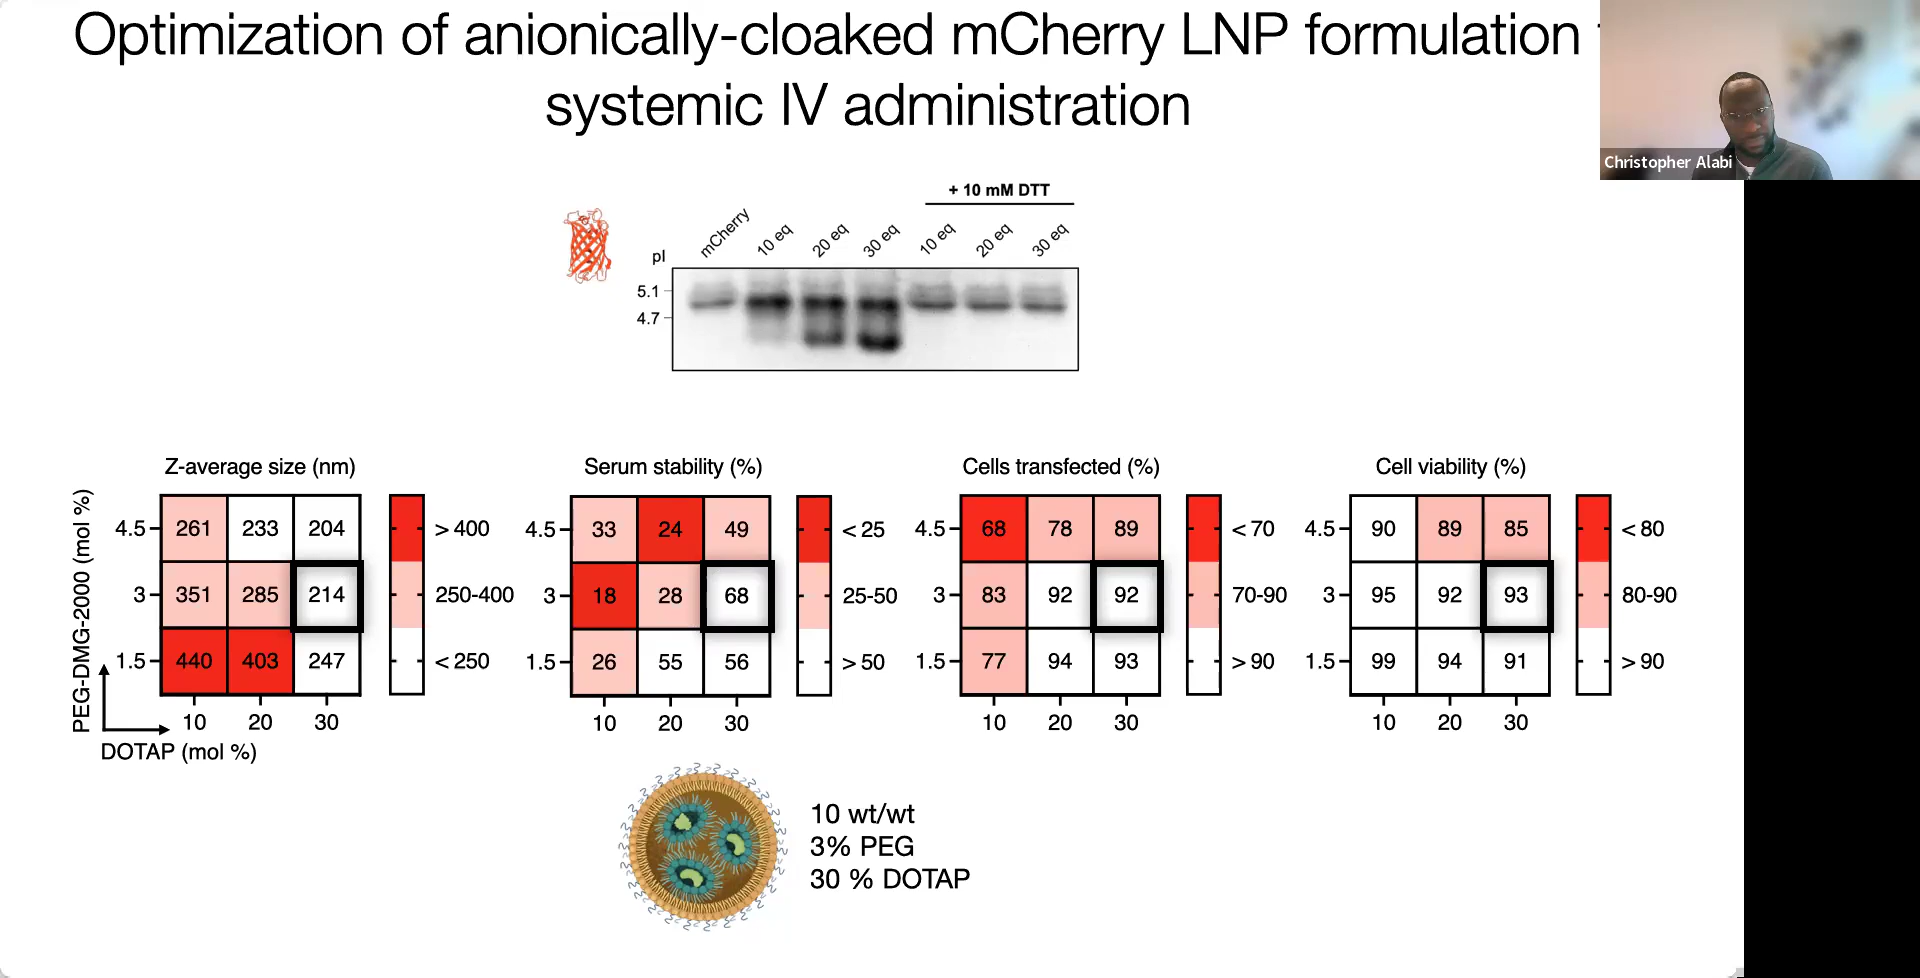 Optimization of anionically-cloaked mCherry LNP formulation
systemic IV administration
Christopher Alabi
+ 10 mM DTT
mCherry
10 eq
20 eq
30 eq
10 eq
20 eq
30 eq
pI
5.1
4.7
Z-average size (nm)
PEG-DMG-2000 (mol %)
4.5 261 233 204
3 351 285 214
1.5 440 403 247
10 20 30
DOTAP (mol %)
> 400
250-400
< 250
Serum stability (%)
4.5 33 24 49
3 18 28 68
1.5 26 55 56
10 20 30
< 25
25-50
> 50
Cells transfected (%)
4.5 68 78 89
3 83 92 92
1.5 77 94 93
10 20 30
< 70
70-90
> 90
Cell viability (%)
4.5 90 89 85
3 95 92 93
1.5 99 94 91
10 20 30
< 80
80-90
> 90
10 wt/wt
3% PEG
30 % DOTAP